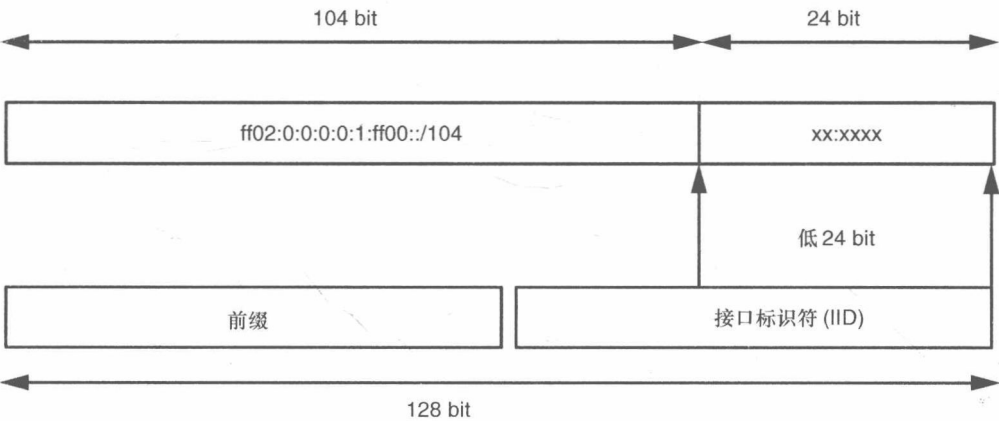 104 bit
24 bit
ff02:0:0:0:0:1:ff00::/104
xx:xxxx
低 24 bit
前缀
接口标识符 (IID)
128 bit